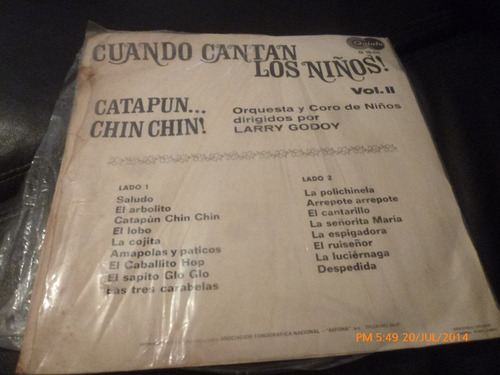 CUANDO CANTAN
LOS NIÑOS!
Vol. II
CATAPUN...
CHIN CHIN!
Orquesta y Coro de Niños
dirigidos por
LARRY GODOY
LADO 1
Saludo
El arbolito
Catapún Chin Chin
El lobo
La cojita
Amapolas y paticos
El Caballito Hop
El sapito Glo Glo
Las tres carabelas
LADO 2
La polichinela
Arrepote arrepote
El cantarillo
La señorita María
La espigadora
El ruiseñor
La luciérnaga
Despedida
ASOCIACION FONOGRAFICA NACIONAL
PM 5:49 20/JUL/2014